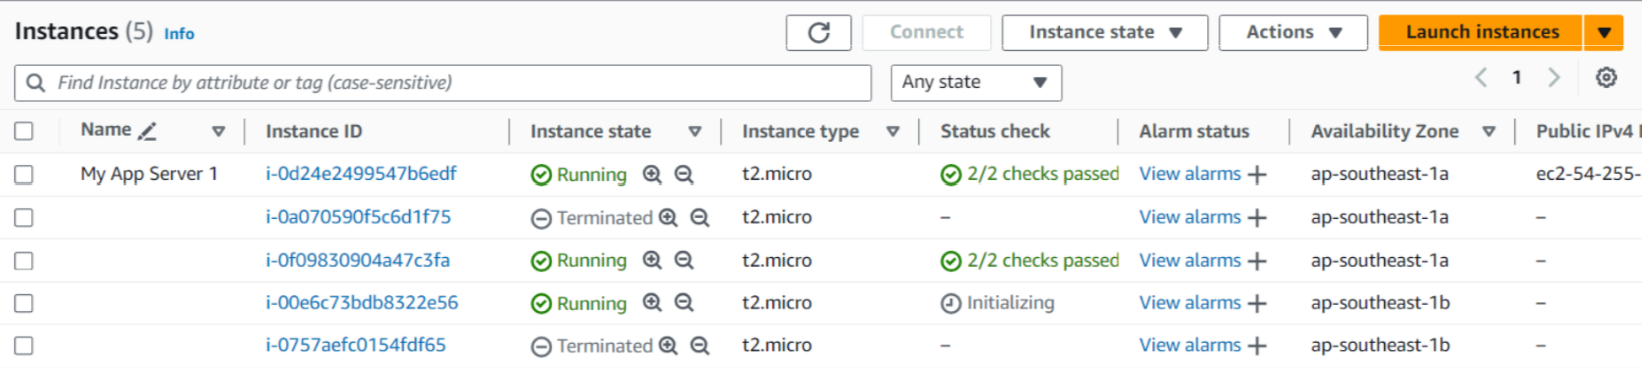 Instances (5) Info Connect Instance state Actions Launch instances
Find Instance by attribute or tag (case-sensitive) Any state 1
Name Instance ID Instance state Instance type Status check Alarm status Availability Zone Public IPv4
My App Server 1 i-0d24e2499547b6edf Running t2.micro 2/2 checks passed View alarms + ap-southeast-1a ec2-54-255-
i-0a070590f5c6d1f75 Terminated t2.micro – View alarms + ap-southeast-1a –
i-0f09830904a47c3fa Running t2.micro 2/2 checks passed View alarms + ap-southeast-1a –
i-00e6c73bdb8322e56 Running t2.micro Initializing View alarms + ap-southeast-1b –
i-0757aefc0154fdf65 Terminated t2.micro – View alarms + ap-southeast-1b –